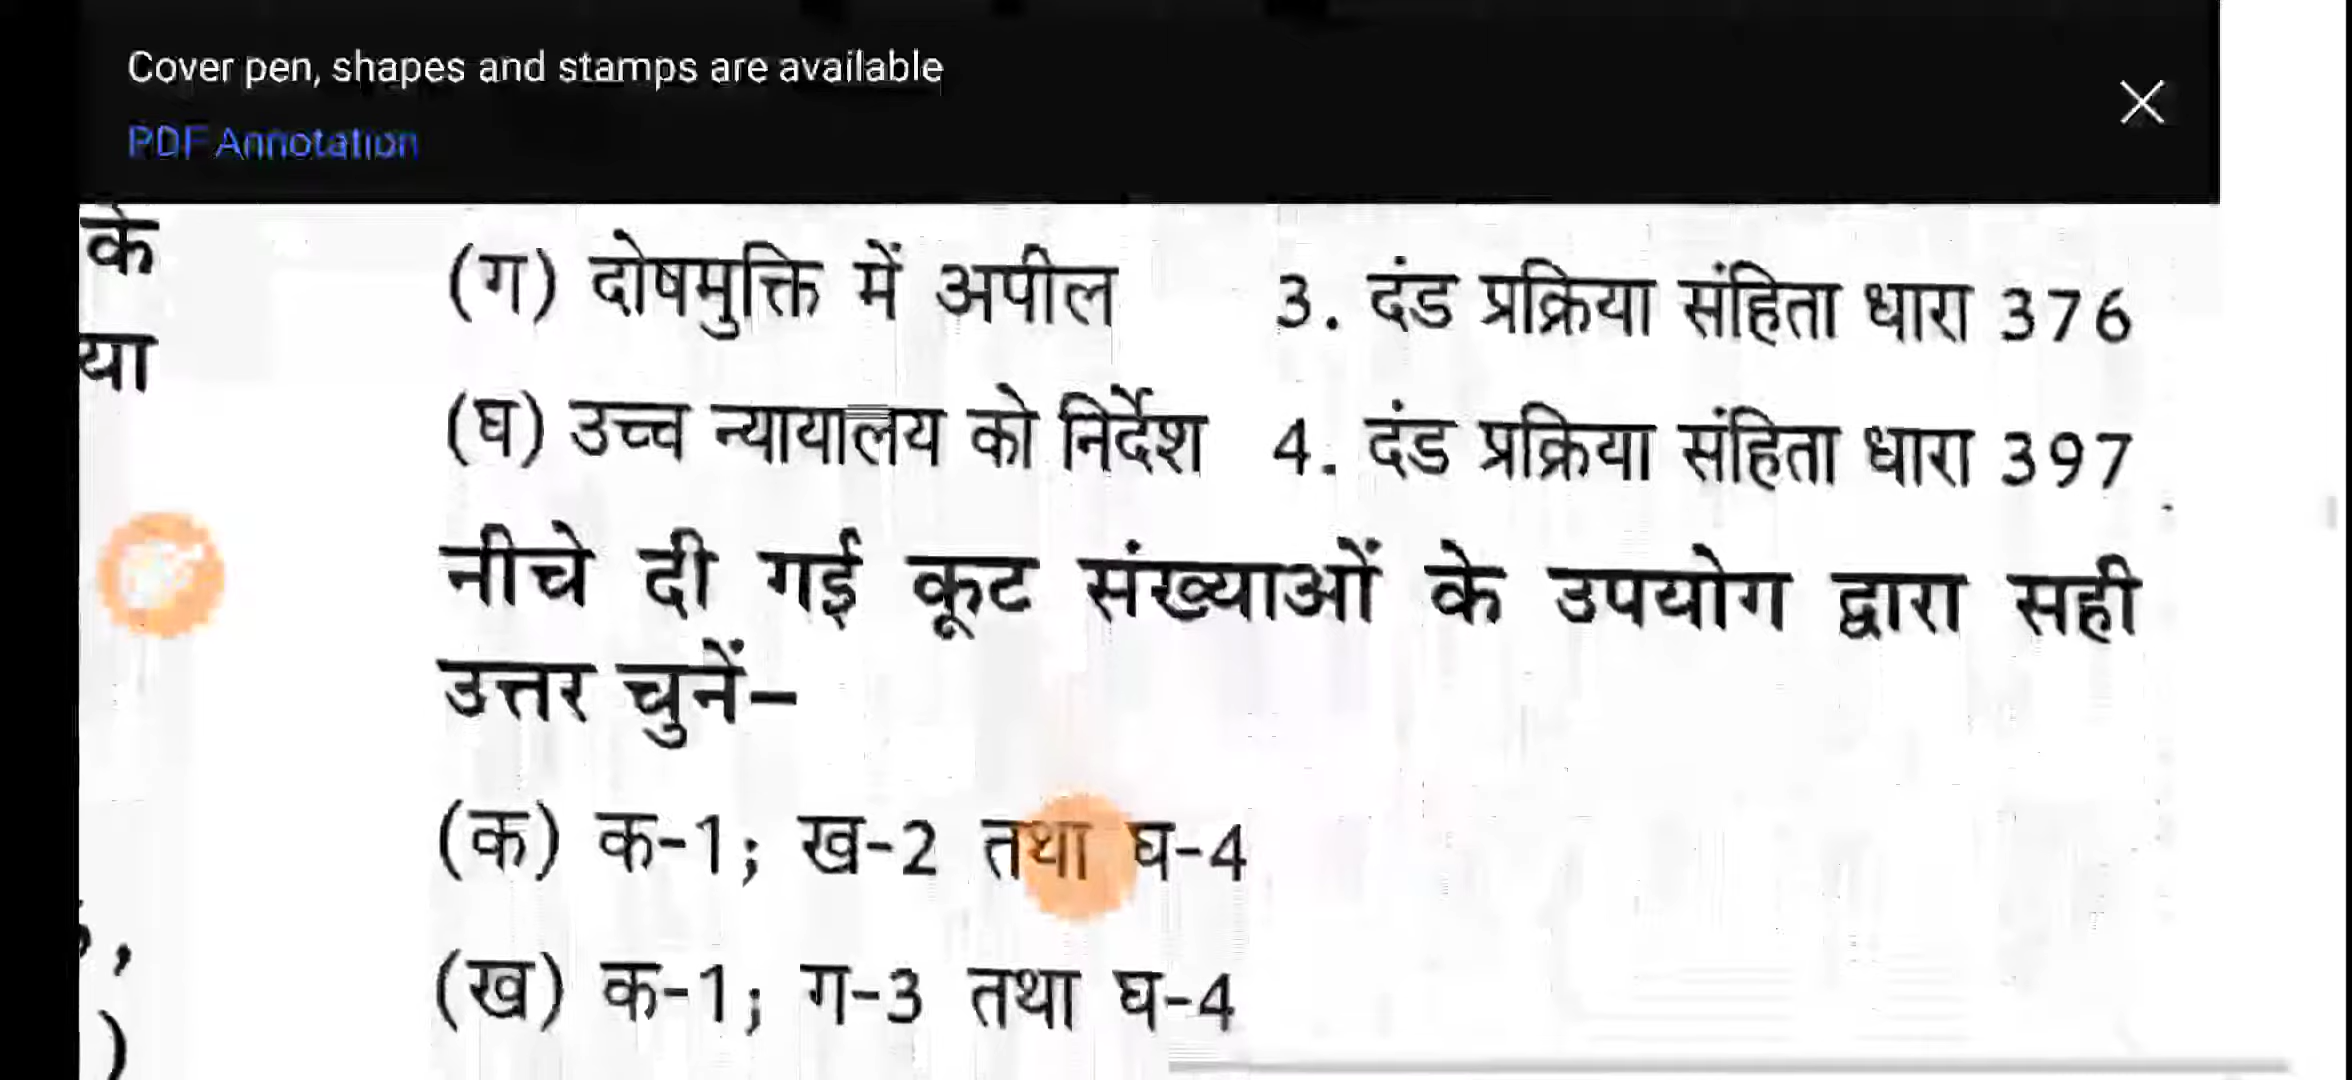 Cover pen, shapes and stamps are available
PDF Annotation
के
या
(ग) दोषमुक्ति में अपील 3. दंड प्रक्रिया संहिता धारा 376
(घ) उच्च न्यायालय को निर्देश 4. दंड प्रक्रिया संहिता धारा 397
नीचे दी गई कूट संख्याओं के उपयोग द्वारा सही
उत्तर चुनें–
(क) क-1; ख-2 तथा घ-4
(ख) क-1; ग-3 तथा घ-4
)